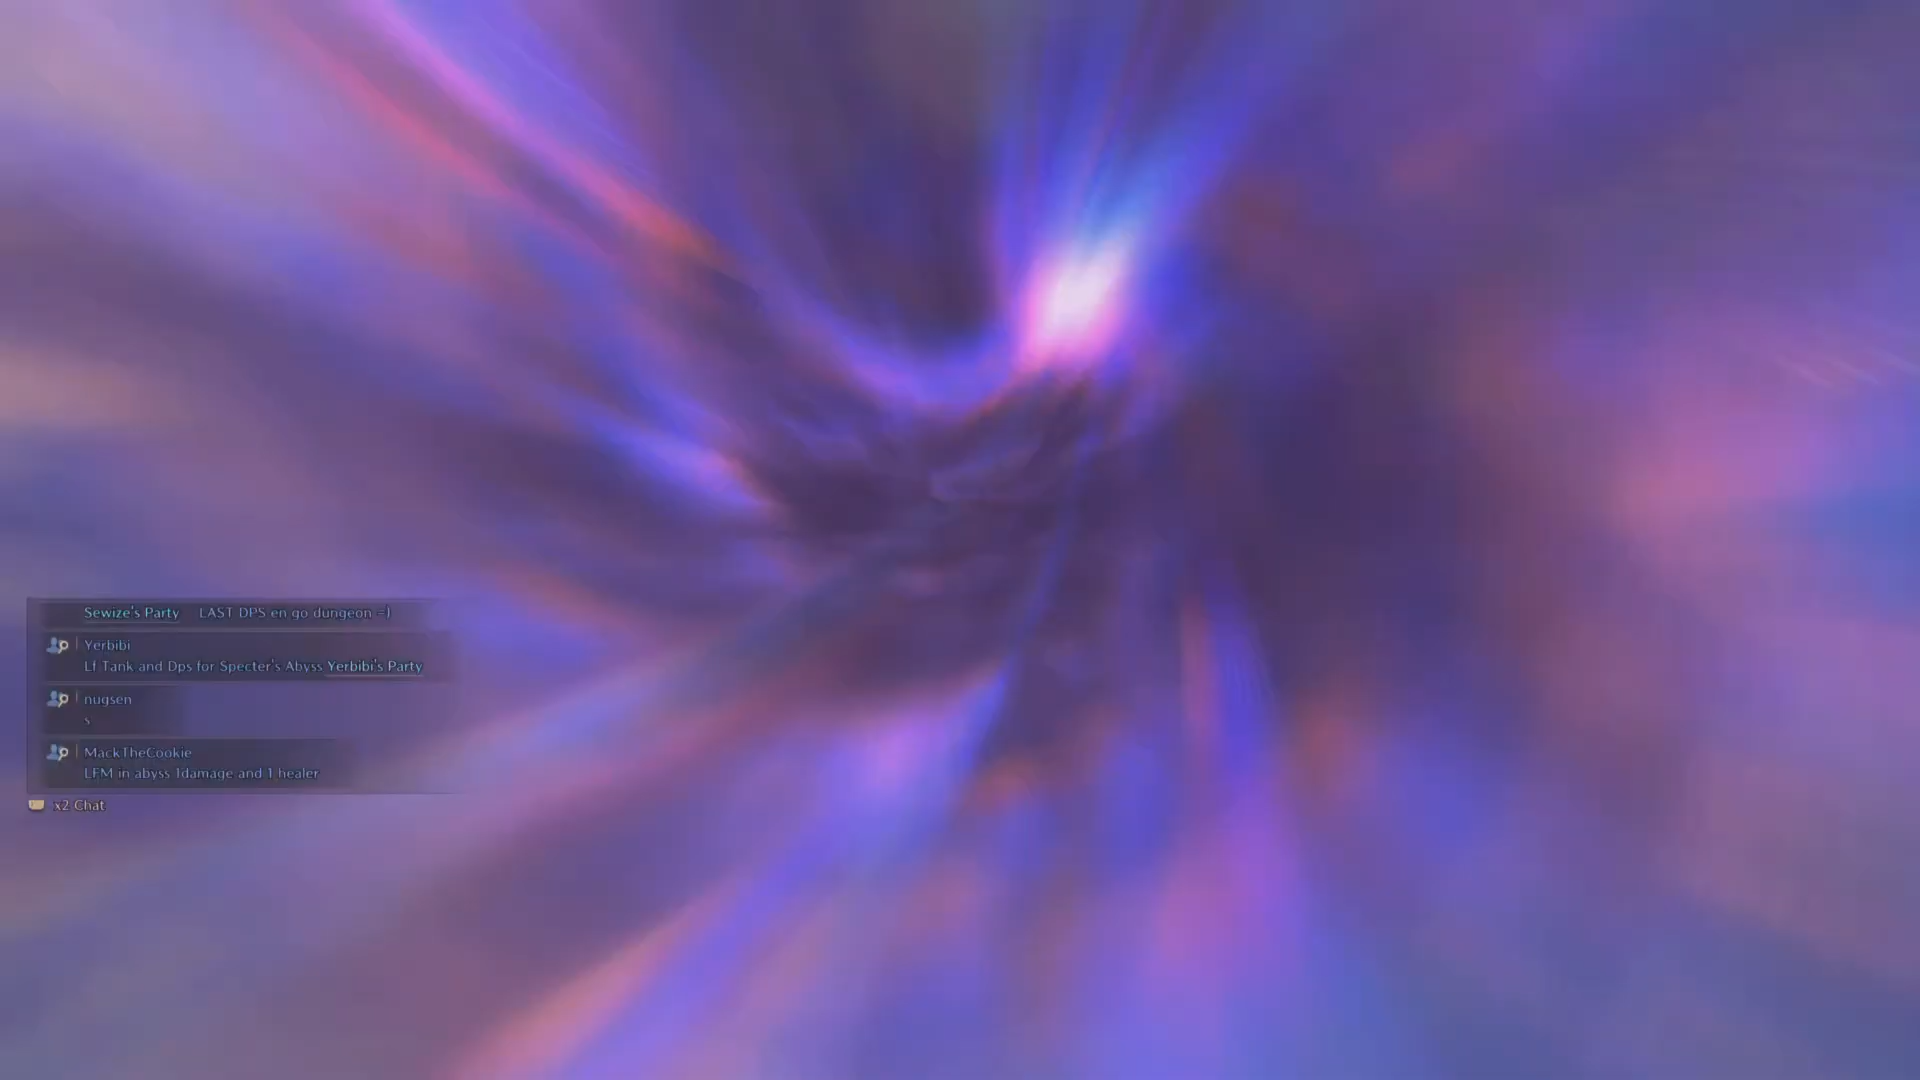 Sewize's Party LAST DPS en go dungeon =)
Yerbibi
Lf Tank and Dps for Specter's Abyss Yerbibi's Party
nugsen
s
MackTheCookie
LFM in abyss 1damage and 1 healer
x2 Chat